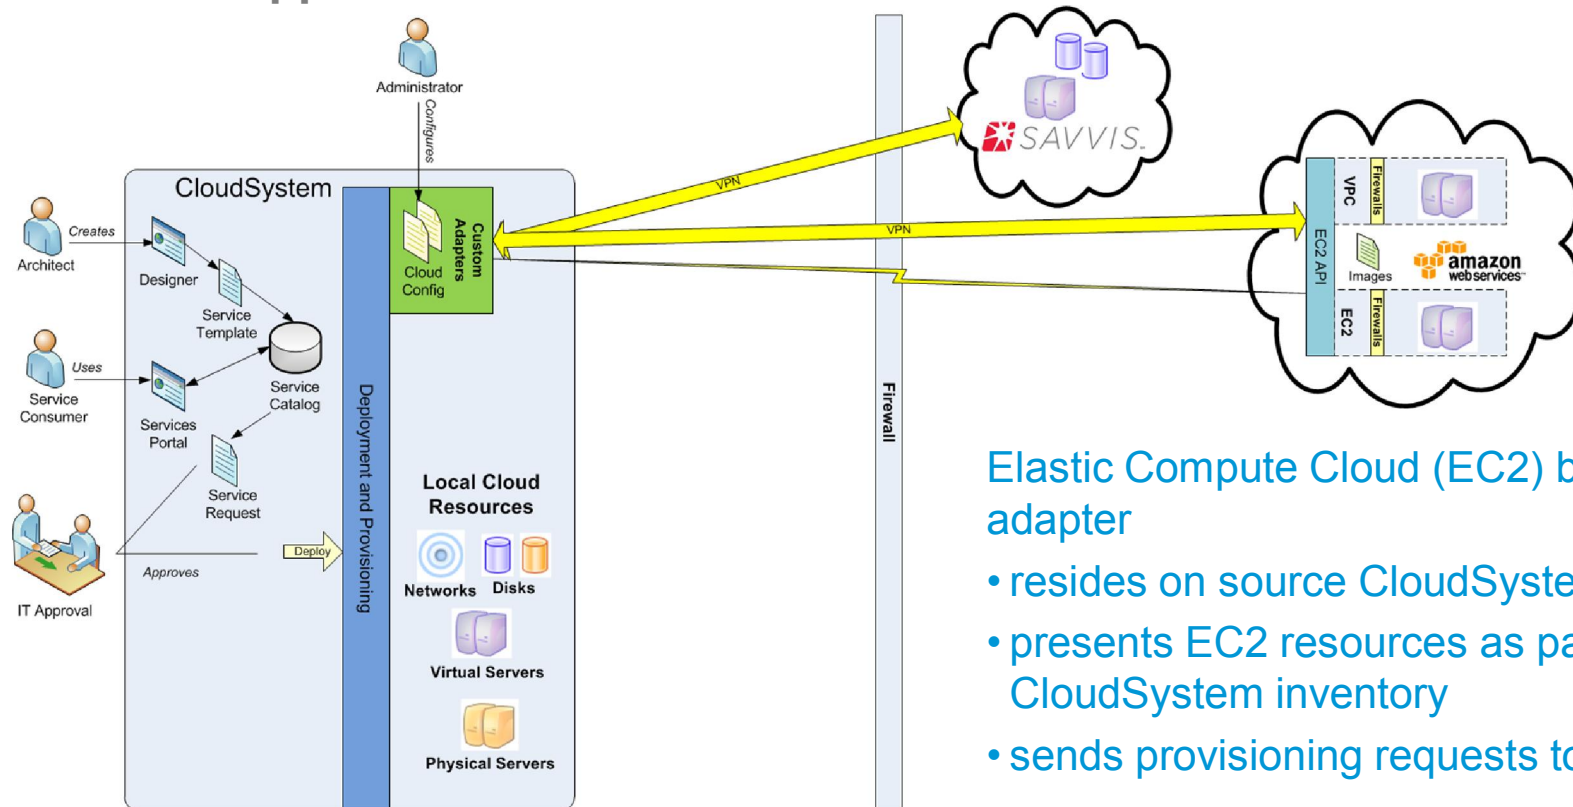 Administrator
Configures
SAVVIS
CloudSystem
VPN
VPN
Architect
Creates
Designer
Service
Template
Custom
Adapters
Cloud
Config
EC2 API
VPC
Firewalls
Images
amazon
webservices
EC2
Firewalls
Service
Consumer
Uses
Services
Portal
Service
Catalog
Service
Request
IT Approval
Approves
Deploy
Deployment and Provisioning
Local Cloud
Resources
Networks
Disks
Virtual Servers
Physical Servers
Firewall
Elastic Compute Cloud (EC2) b
adapter
• resides on source CloudSyste
• presents EC2 resources as pa
CloudSystem inventory
• sends provisioning requests to